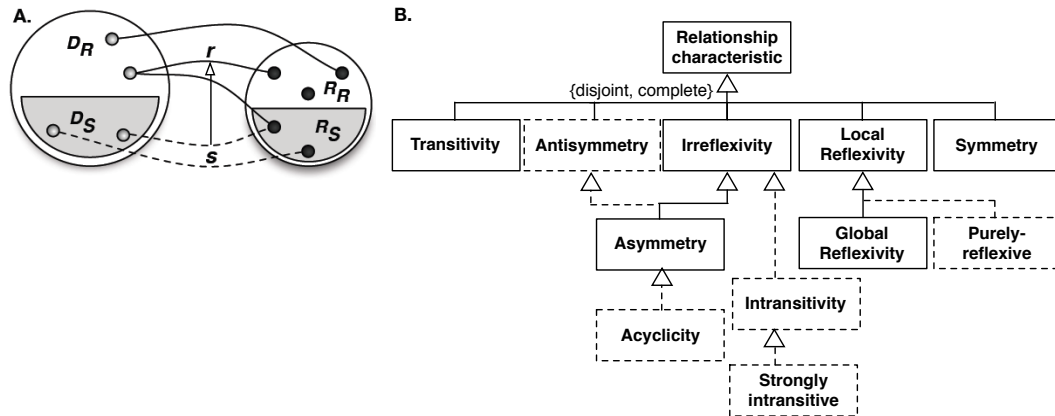 A.
D_R
r
R_R
D_S
R_S
s
B.
Relationship
characteristic
{disjoint, complete}
Transitivity
Antisymmetry
Irreflexivity
Local
Reflexivity
Symmetry
Asymmetry
Global
Reflexivity
Purely-
reflexive
Intransitivity
Acyclicity
Strongly
intransitive